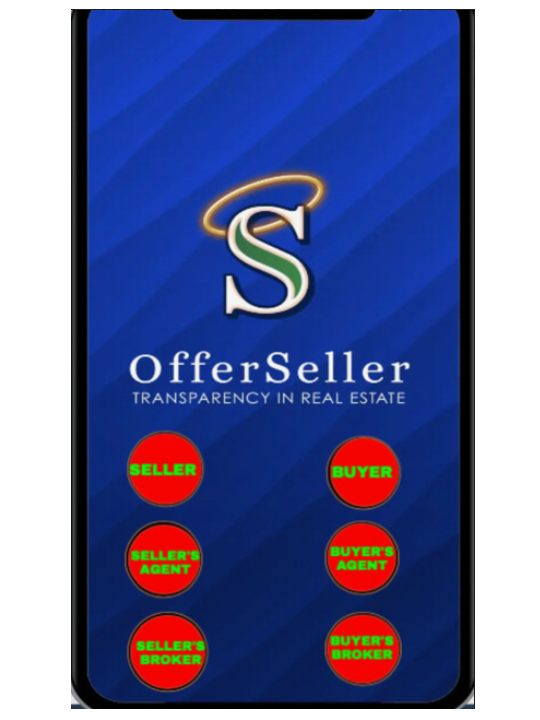 S
OfferSeller
TRANSPARENCY IN REAL ESTATE
SELLER
BUYER
SELLER'S
AGENT
BUYER'S
AGENT
SELLER'S
BROKER
BUYER'S
BROKER